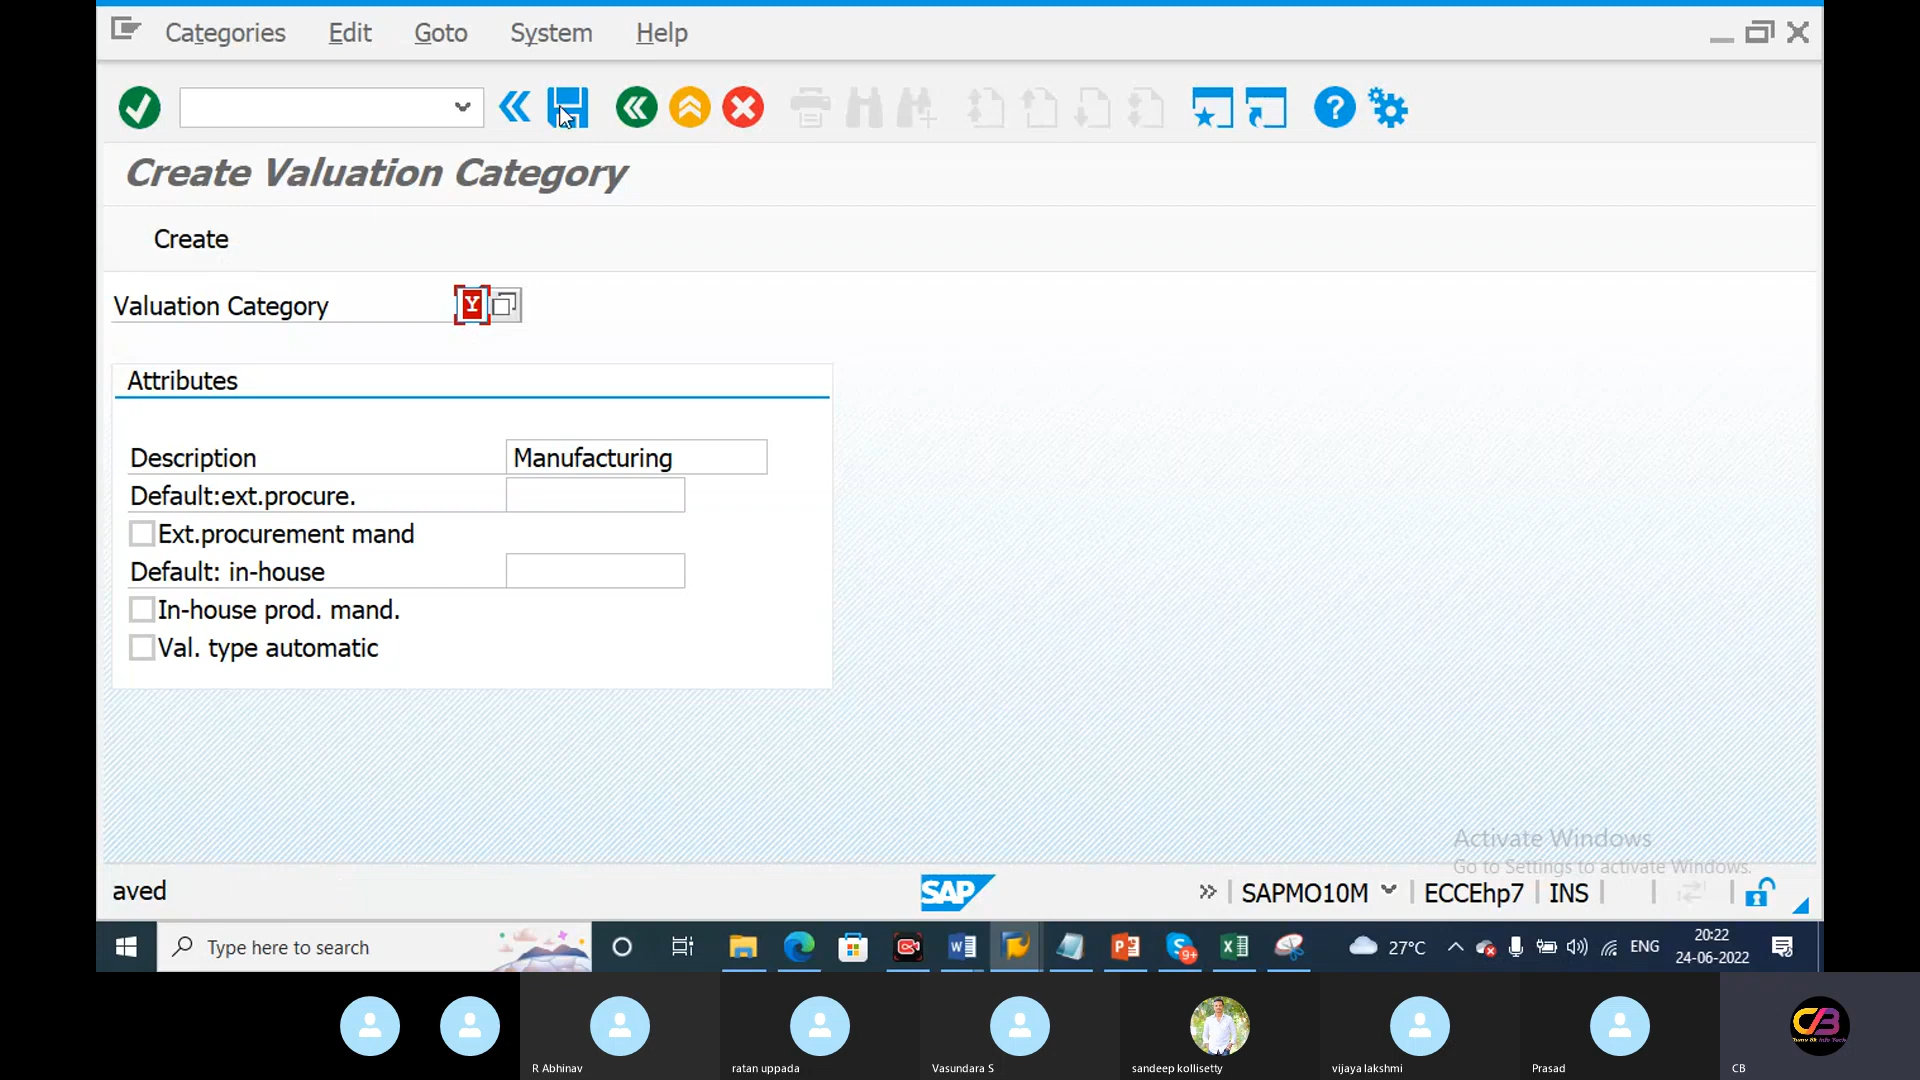 Categories Edit Goto System Help
Create Valuation Category
Create
Valuation Category Y
Attributes
Description Manufacturing
Default:ext.procure.
Ext.procurement mand
Default: in-house
In-house prod. mand.
Val. type automatic
Activate Windows
Go to Settings to activate Windows.
aved SAP SAPMO10M ECCEhp7 INS
Type here to search 9+ 27°C ENG 20:22
24-06-2022
CB
R Abhinav ratan uppada Vasundara S sandeep kollisetty vijaya lakshmi Prasad CB